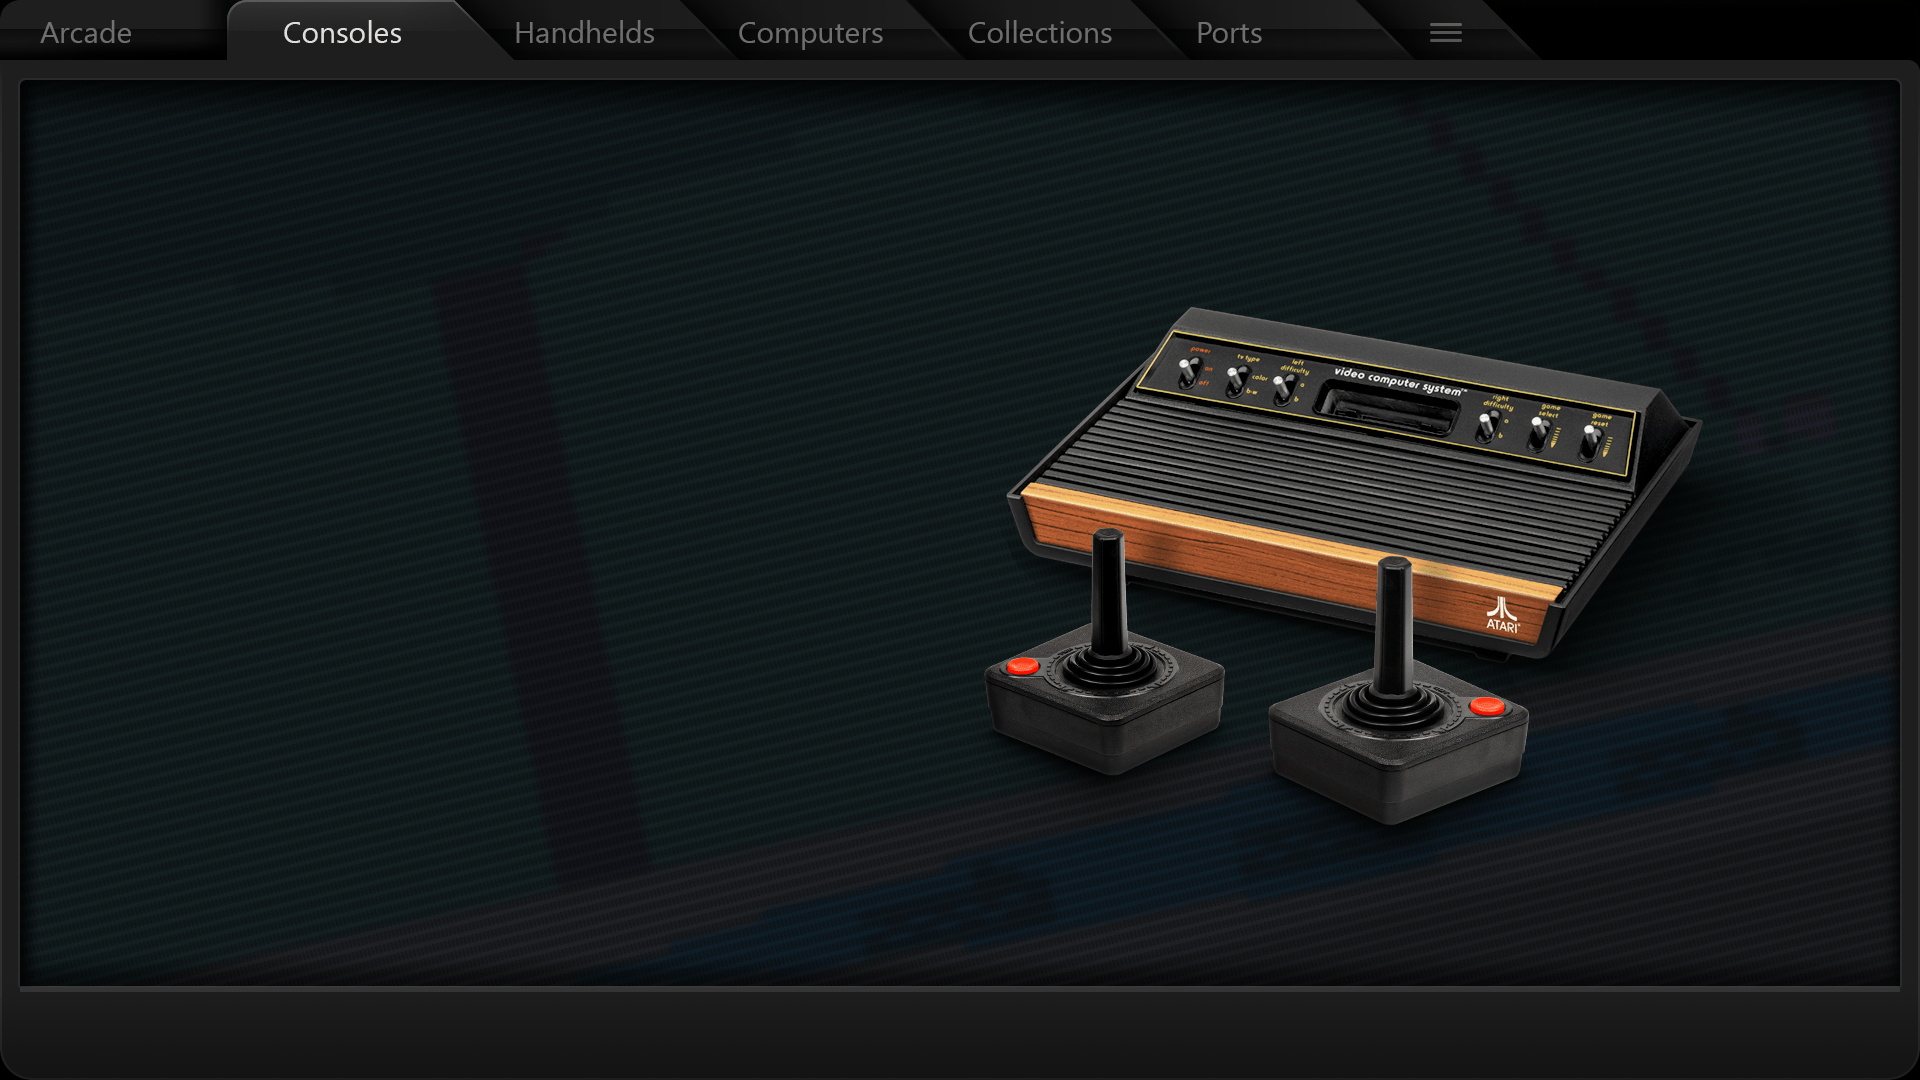 Arcade
Consoles
Handhelds
Computers
Collections
Ports
power
on
off
tv type
color
b-w
left
difficulty
a
b
video computer system™
right
difficulty
a
b
game
select
game
reset
ATARI